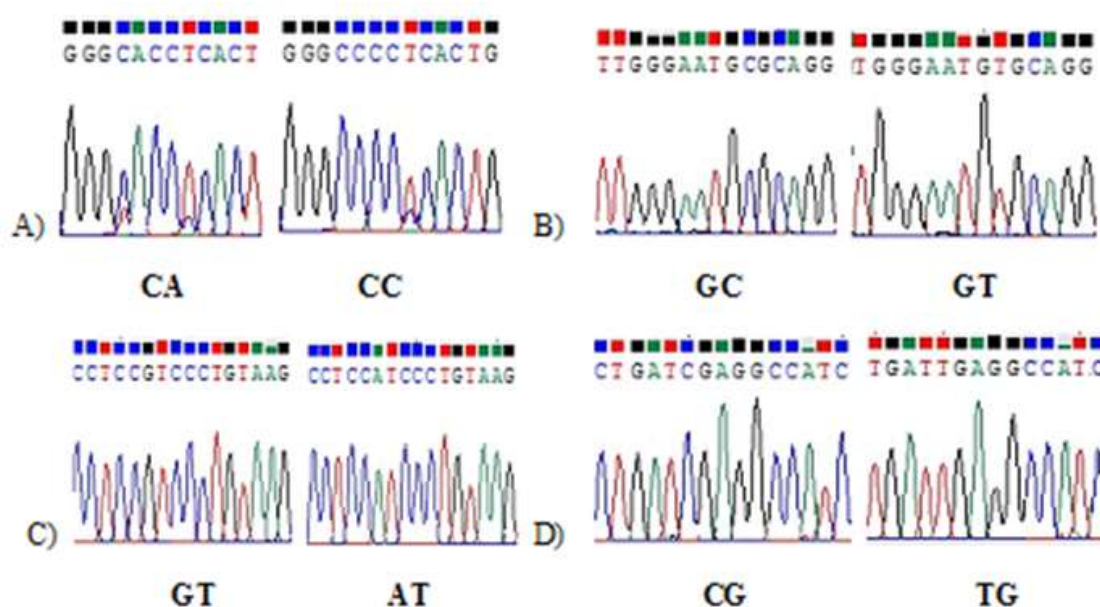 GGGCACCTCACT GGGCCCCTCACTG TTGGGAATGCGCAGG TGGGAATGTGCAGG
A) B)
CA CC GC GT
CCTCCGTCCCTGTAAG CCTCCATCCCTGTAAG CTGATCGAGGCCATC TGATTGAGGCCATC
C) D)
GT AT CG TG